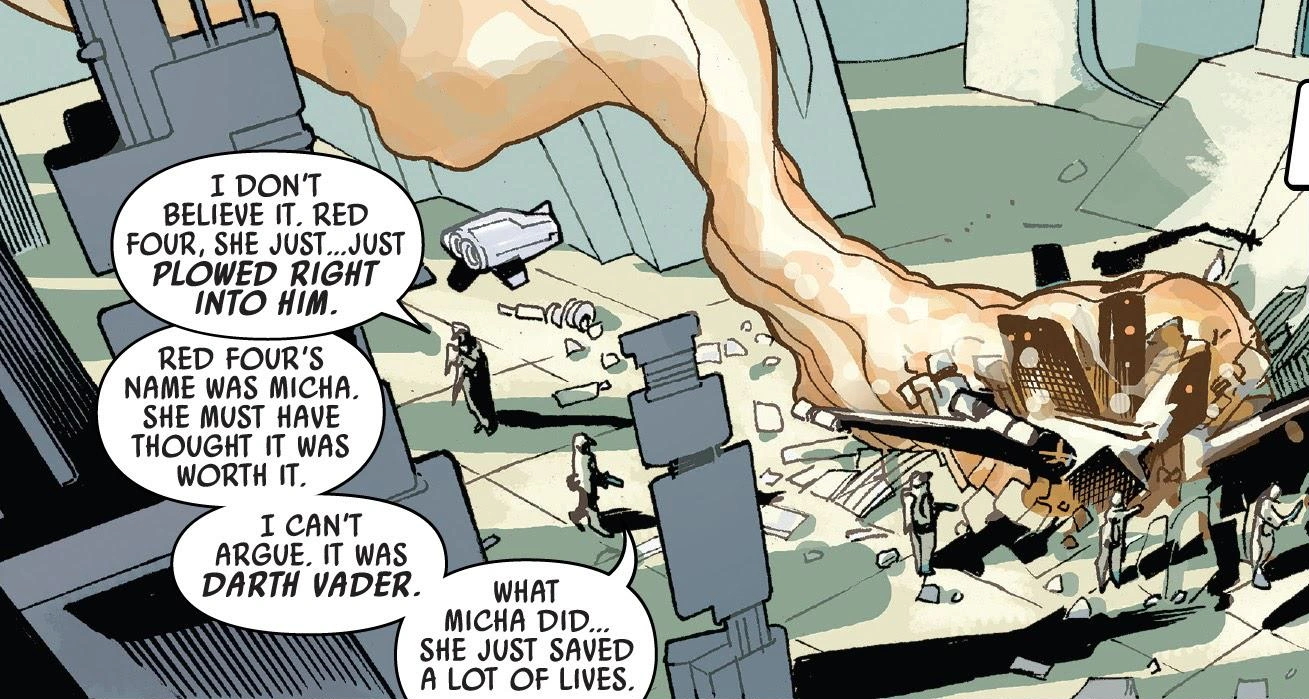 I DON'T
BELIEVE IT. RED
FOUR, SHE JUST...JUST
PLOWED RIGHT
INTO HIM.
RED FOUR'S
NAME WAS MICHA.
SHE MUST HAVE
THOUGHT IT WAS
WORTH IT.
I CAN'T
ARGUE. IT WAS
DARTH VADER.
WHAT
MICHA DID...
SHE JUST SAVED
A LOT OF LIVES.